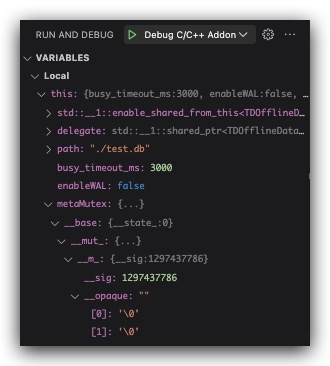 RUN AND DEBUG Debug C/C++ Addon
VARIABLES
Local
this: {busy_timeout_ms:3000, enableWAL:false,
std::__1::enable_shared_from_this<TDOfflineD
delegate: std::__1::shared_ptr<TDOfflineData
path: "./test.db"
busy_timeout_ms: 3000
enableWAL: false
metaMutex: {...}
__base: {__state_:0}
__mut_: {...}
__m_: {__sig:1297437786}
__sig: 1297437786
__opaque: ""
[0]: '\0'
[1]: '\0'